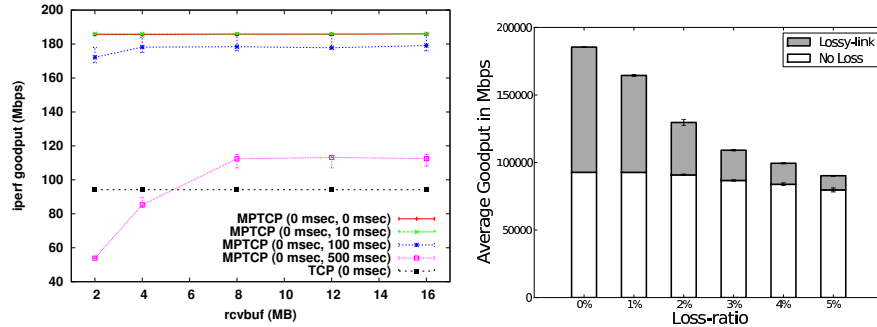 200
180
160
140
120
100
80
60
40
iperf goodput (Mbps)
MPTCP (0 msec, 0 msec)
MPTCP (0 msec, 10 msec)
MPTCP (0 msec, 100 msec)
MPTCP (0 msec, 500 msec)
TCP (0 msec)
2 4 6 8 10 12 14 16
rcvbuf (MB)
200000
150000
100000
50000
0
Average Goodput in Mbps
Lossy-link
No Loss
0% 1% 2% 3% 4% 5%
Loss-ratio